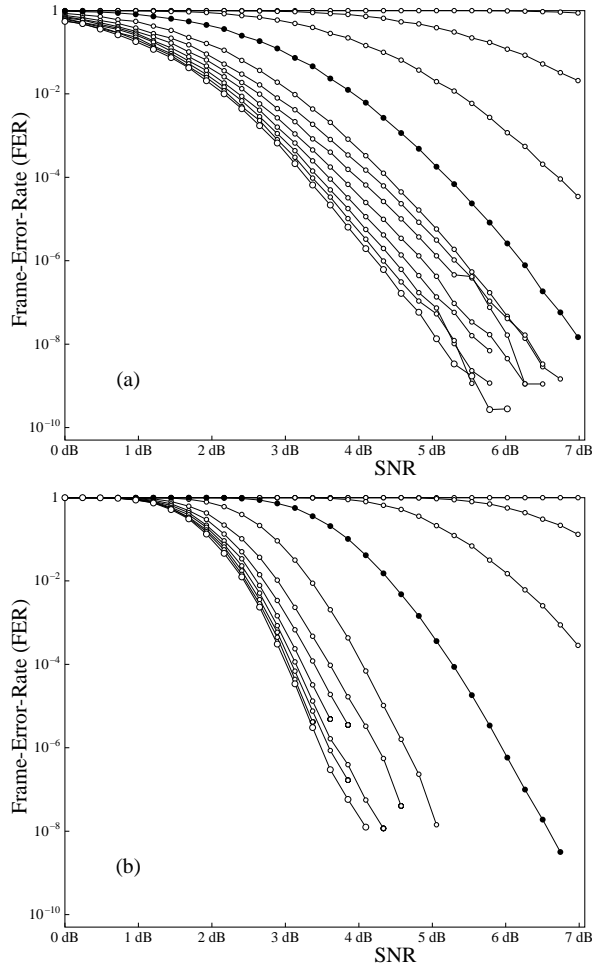 1
10^{-2}
10^{-4}
10^{-6}
10^{-8}
10^{-10}
Frame-Error-Rate (FER)
(a)
0 dB 1 dB 2 dB 3 dB 4 dB 5 dB 6 dB 7 dB
SNR
1
10^{-2}
10^{-4}
10^{-6}
10^{-8}
10^{-10}
Frame-Error-Rate (FER)
(b)
0 dB 1 dB 2 dB 3 dB 4 dB 5 dB 6 dB 7 dB
SNR